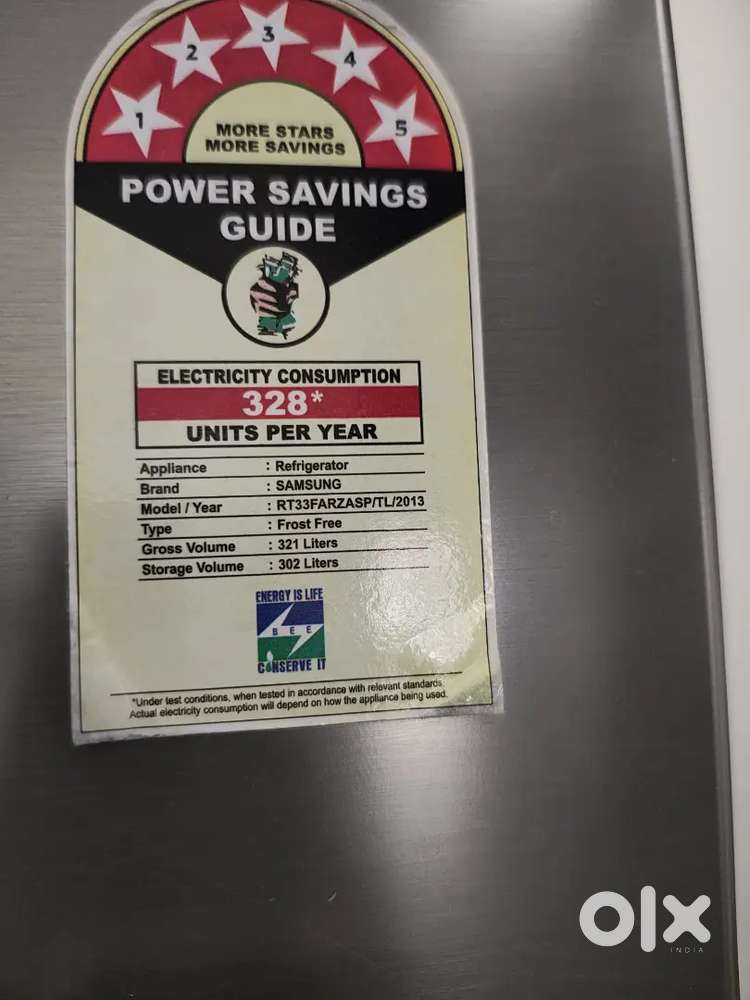 1 2 3 4 5
MORE STARS
MORE SAVINGS
POWER SAVINGS
GUIDE
ELECTRICITY CONSUMPTION
328*
UNITS PER YEAR
Appliance : Refrigerator
Brand : SAMSUNG
Model / Year : RT33FARZASP/TL/2013
Type : Frost Free
Gross Volume : 321 Liters
Storage Volume : 302 Liters
ENERGY IS LIFE
BEE
CONSERVE IT
*Under test conditions, when tested in accordance with relevant standards.
Actual electricity consumption will depend on how the appliance being used.
olx
INDIA